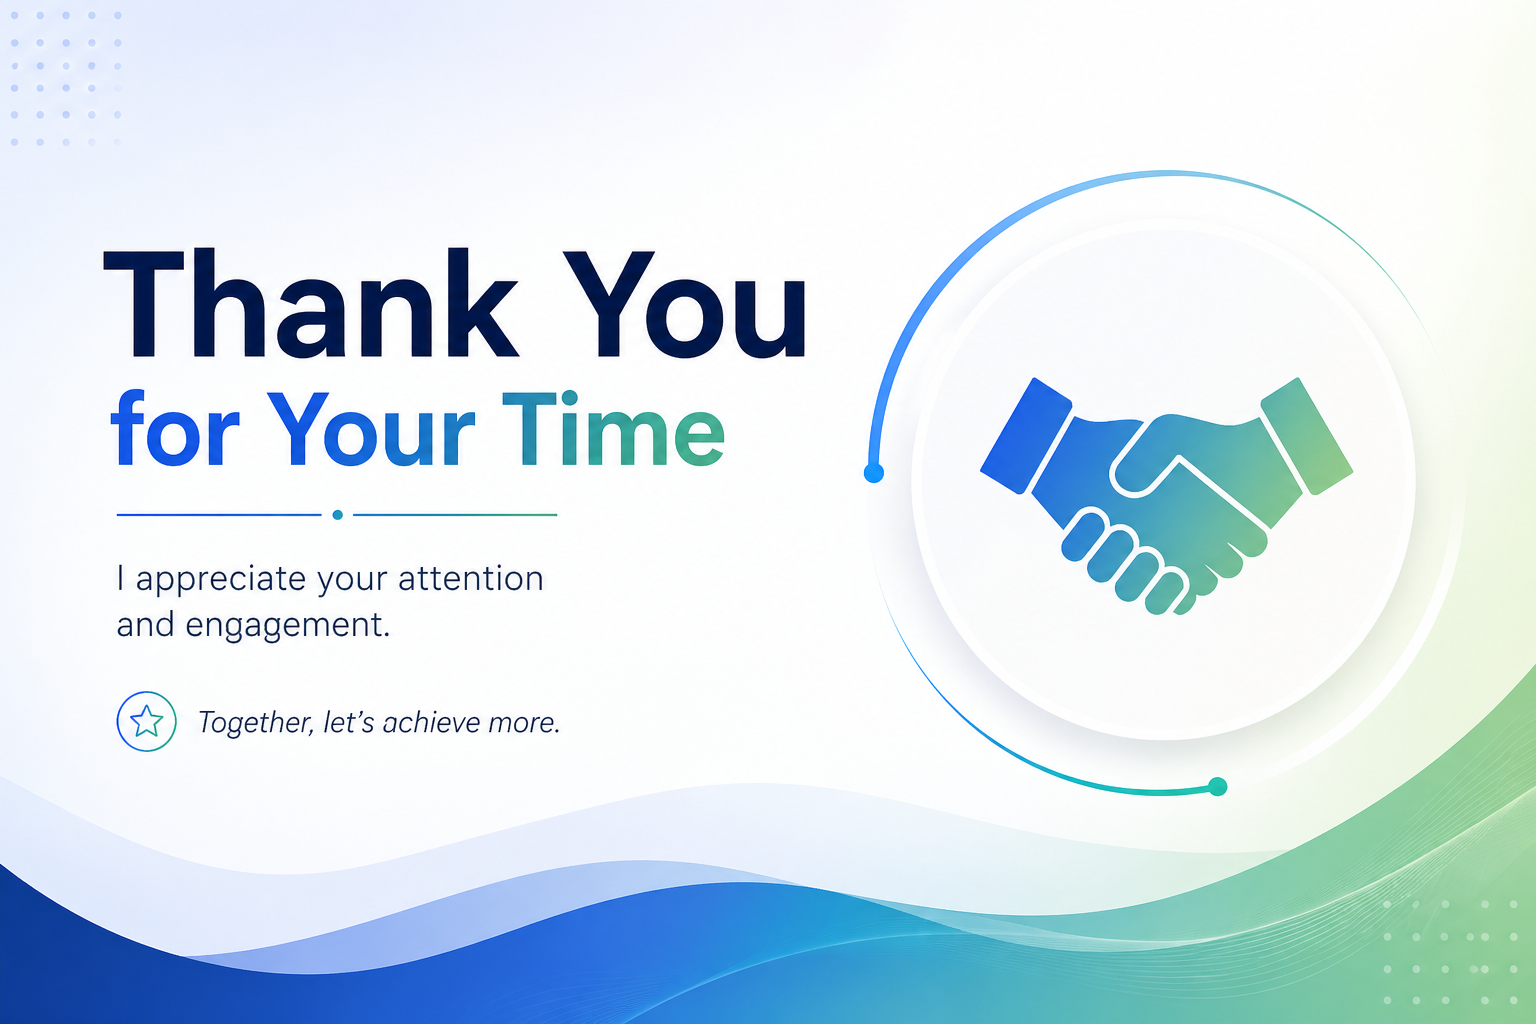 Thank You
for Your Time
I appreciate your attention
and engagement.
Together, let's achieve more.